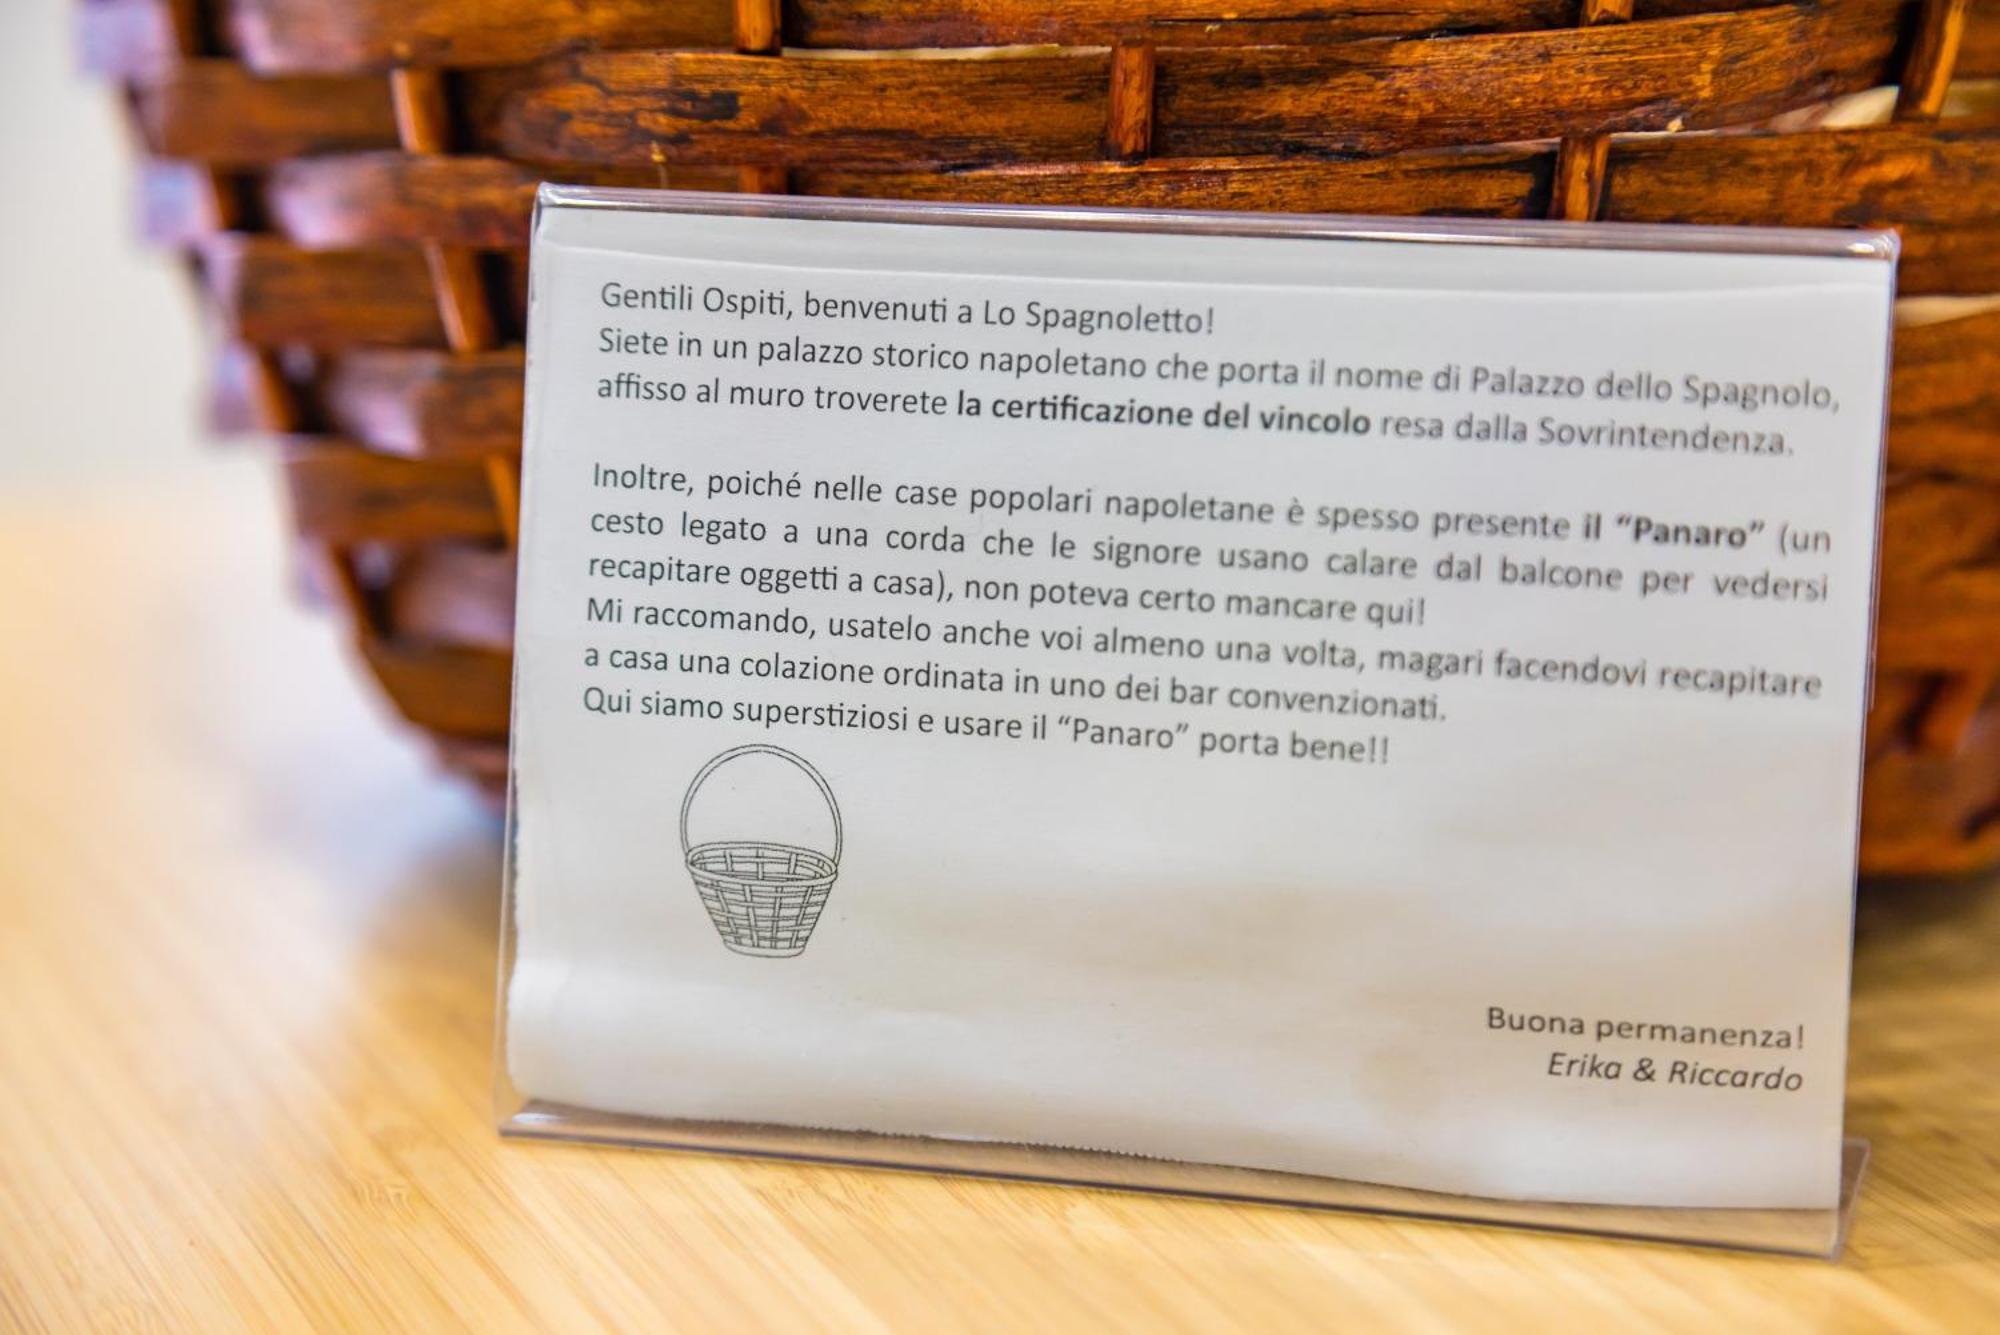 Gentili Ospiti, benvenuti a Lo Spagnoletto!
Siete in un palazzo storico napoletano che porta il nome di Palazzo dello Spagnolo,
affisso al muro troverete la certificazione del vincolo resa dalla Sovrintendenza.
Inoltre, poiché nelle case popolari napoletane è spesso presente il “Panaro” (un
cesto legato a una corda che le signore usano calare dal balcone per vedersi
recapitare oggetti a casa), non poteva certo mancare qui!
Mi raccomando, usatelo anche voi almeno una volta, magari facendovi recapitare
a casa una colazione ordinata in uno dei bar convenzionati.
Qui siamo superstiziosi e usare il “Panaro” porta bene!!
Buona permanenza!
Erika & Riccardo